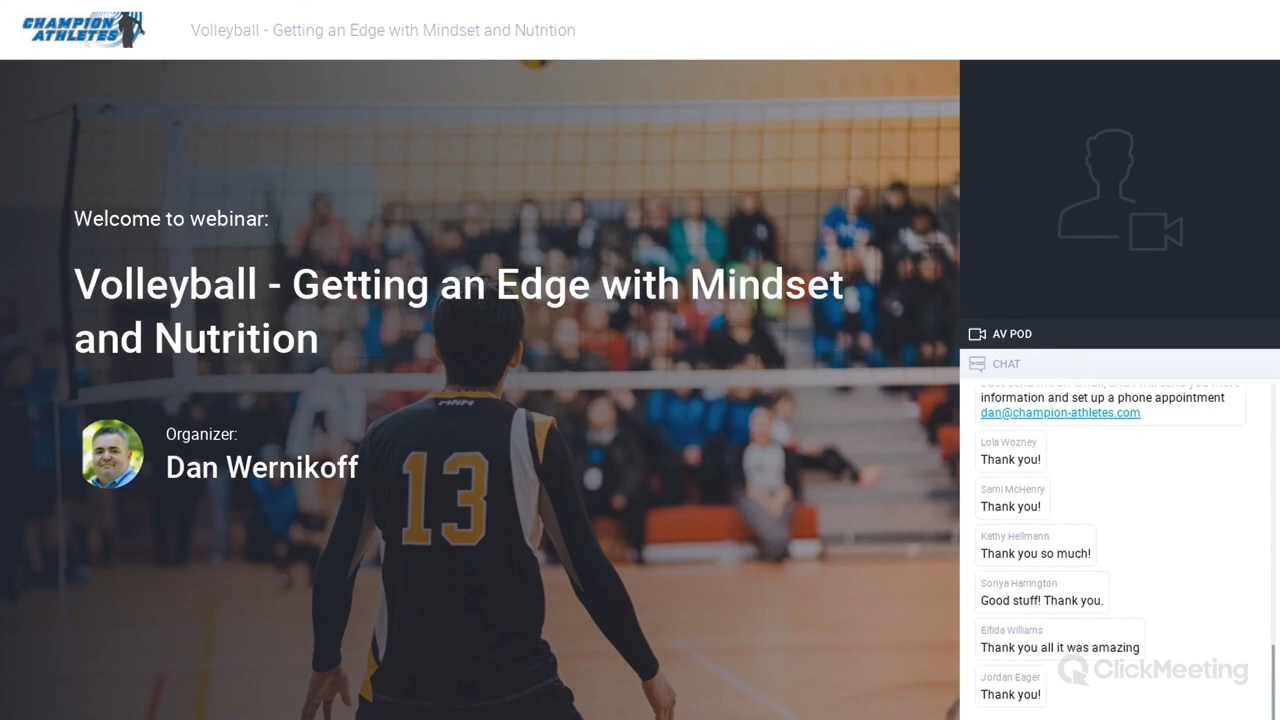 CHAMPION
ATHLETES
Volleyball - Getting an Edge with Mindset and Nutrition
Welcome to webinar:
Volleyball - Getting an Edge with Mindset
and Nutrition
Organizer:
Dan Wernikoff
13
AV POD
CHAT
information and set up a phone appointment
dan@champion-athletes.com
Lola Wozney
Thank you!
Sami McHenry
Thank you!
Kathy Hellmann
Thank you so much!
Sonya Harrington
Good stuff! Thank you.
Elfida Williams
Thank you all it was amazing
Jordan Eager
Thank you!
ClickMeeting